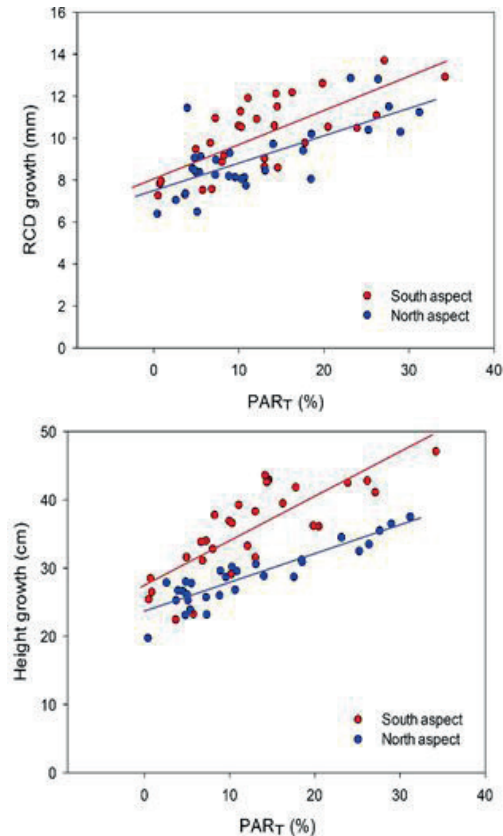 16
14
12
10
8
6
4
2
0
RCD growth (mm)
South aspect
North aspect
0 10 20 30 40
PART (%)
50
40
30
20
10
0
Height growth (cm)
South aspect
North aspect
0 10 20 30 40
PART (%)